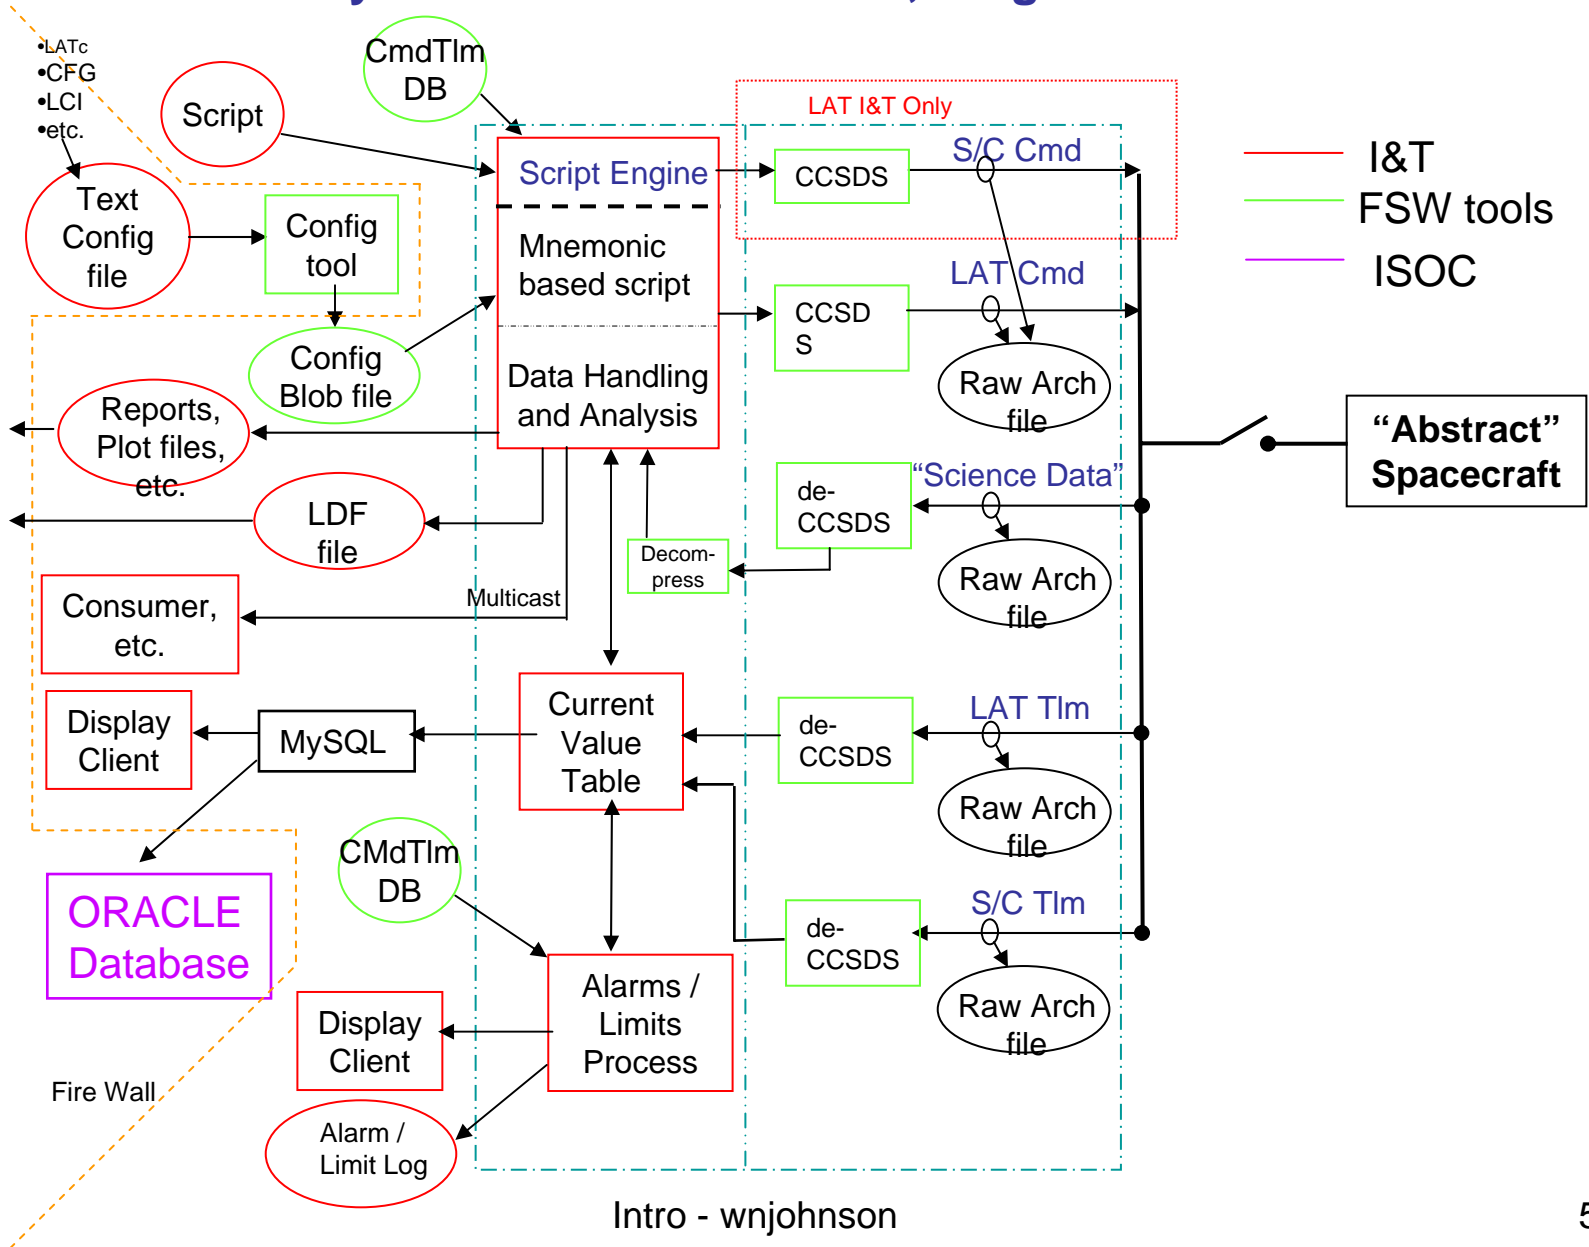 •LATc
•CFG
•LCI
•etc.
Script
CmdTlm
DB
LAT I&T Only
Text
Config
file
Config
tool
Script Engine
CCSDS
S/C Cmd
I&T
FSW tools
ISOC
Mnemonic
based script
CCSD
S
LAT Cmd
Config
Blob file
Data Handling
and Analysis
Raw Arch
file
Reports,
Plot files,
etc.
"Abstract"
Spacecraft
LDF
file
de-
CCSDS
"Science Data"
Decom-
press
Raw Arch
file
Consumer,
etc.
Multicast
Display
Client
MySQL
Current
Value
Table
de-
CCSDS
LAT Tlm
Raw Arch
file
CMdTlm
DB
ORACLE
Database
de-
CCSDS
S/C Tlm
Raw Arch
file
Alarms /
Limits
Process
Display
Client
Fire Wall
Alarm /
Limit Log
Intro - wnjohnson
5